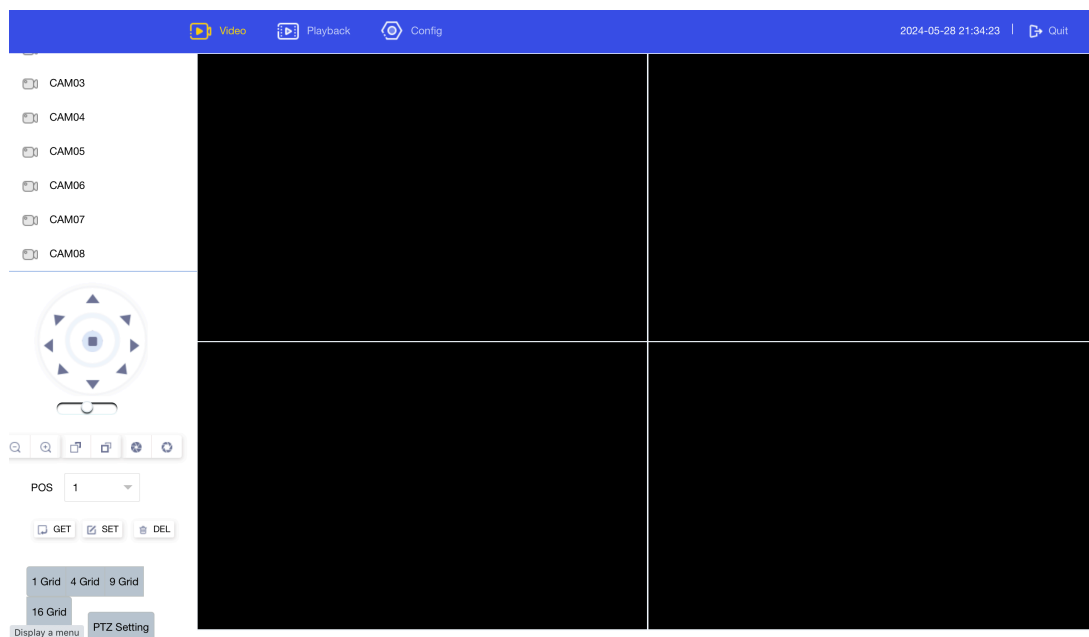 Video Playback Config 2024-05-28 21:34:23 Quit
CAM03
CAM04
CAM05
CAM06
CAM07
CAM08
POS 1
GET SET DEL
1 Grid 4 Grid 9 Grid
16 Grid
PTZ Setting
Display a menu